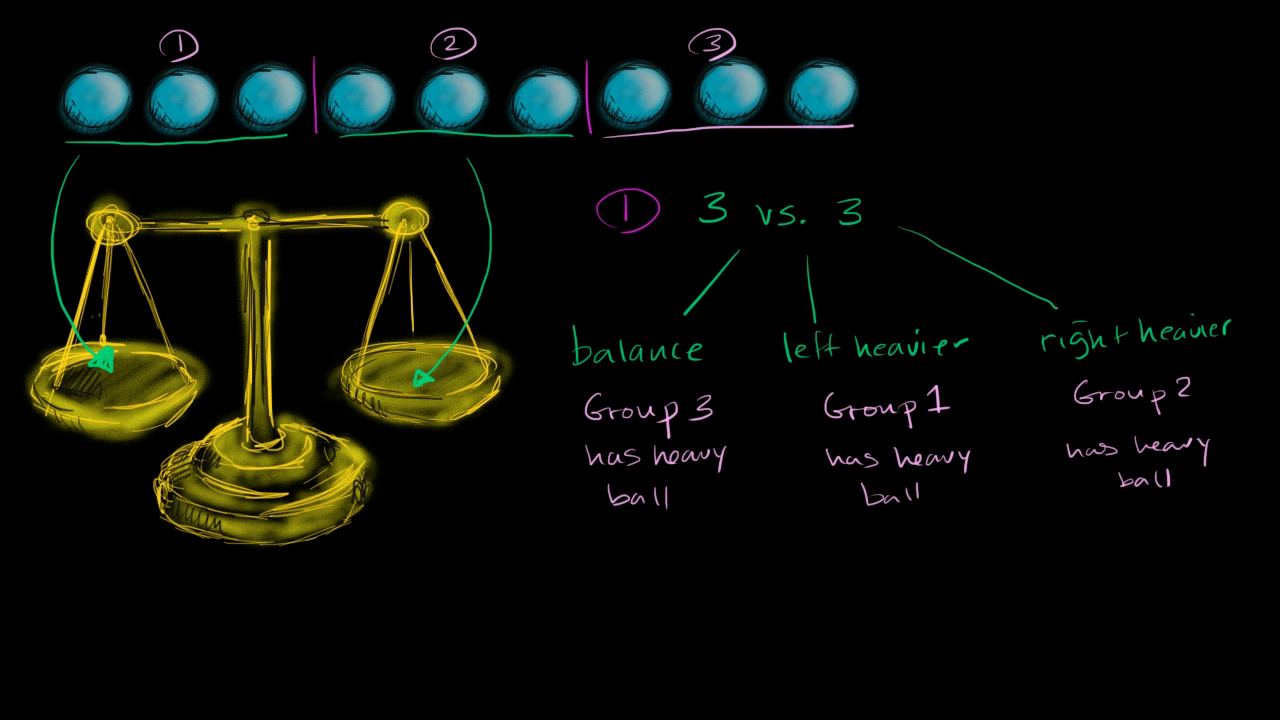 1 2 3
1 3 vs. 3
balance left heavier right heavier
Group 3 Group 1 Group 2
has heavy has heavy has heavy
ball ball ball